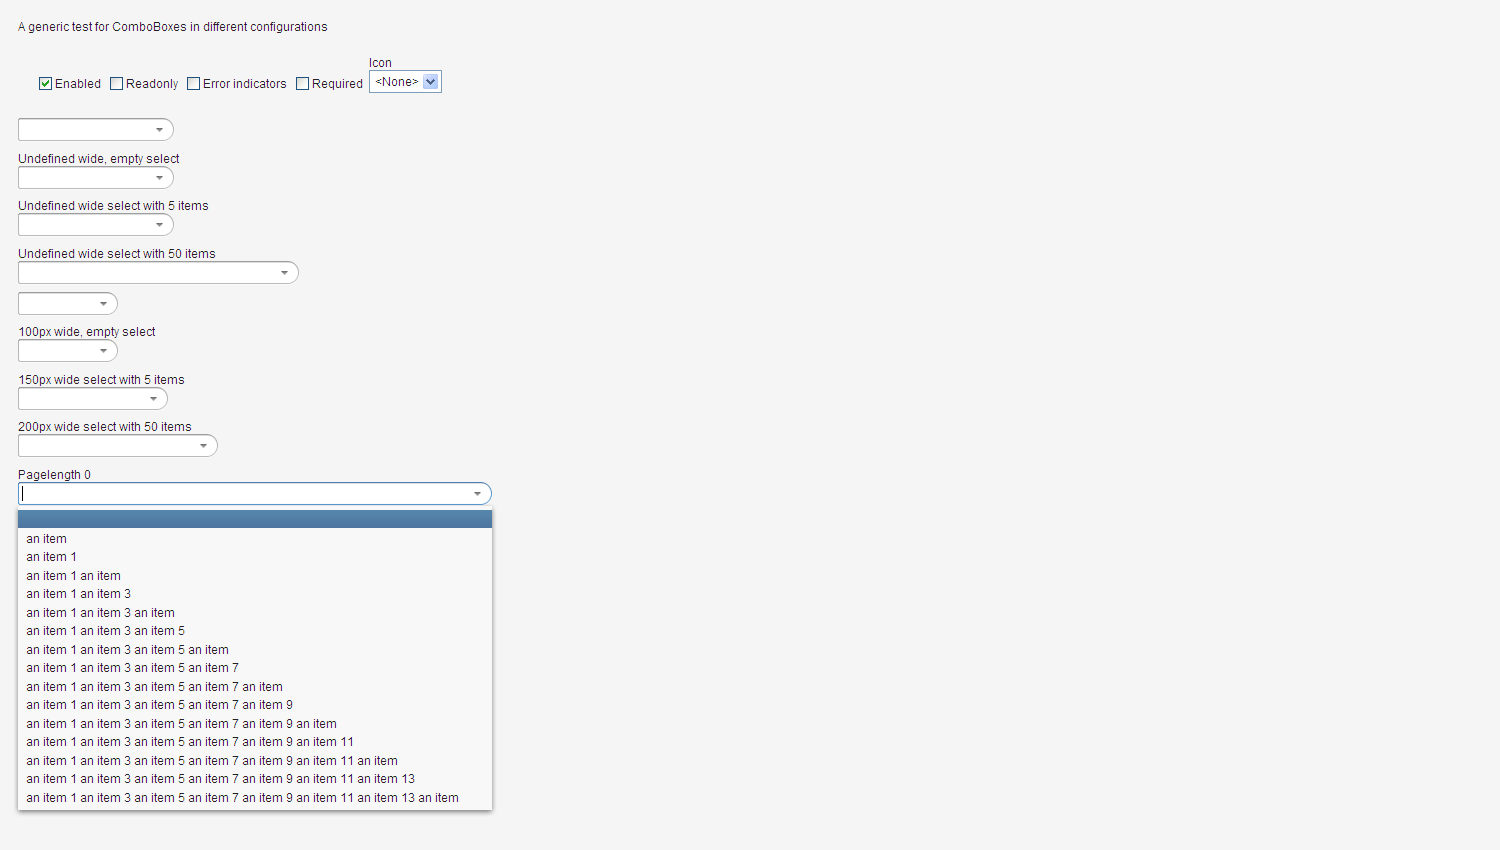 A generic test for ComboBoxes in different configurations
Icon
Enabled Readonly Error indicators Required <None>
Undefined wide, empty select
Undefined wide select with 5 items
Undefined wide select with 50 items
100px wide, empty select
150px wide select with 5 items
200px wide select with 50 items
Pagelength 0
an item
an item 1
an item 1 an item
an item 1 an item 3
an item 1 an item 3 an item
an item 1 an item 3 an item 5
an item 1 an item 3 an item 5 an item
an item 1 an item 3 an item 5 an item 7
an item 1 an item 3 an item 5 an item 7 an item
an item 1 an item 3 an item 5 an item 7 an item 9
an item 1 an item 3 an item 5 an item 7 an item 9 an item
an item 1 an item 3 an item 5 an item 7 an item 9 an item 11
an item 1 an item 3 an item 5 an item 7 an item 9 an item 11 an item
an item 1 an item 3 an item 5 an item 7 an item 9 an item 11 an item 13
an item 1 an item 3 an item 5 an item 7 an item 9 an item 11 an item 13 an item